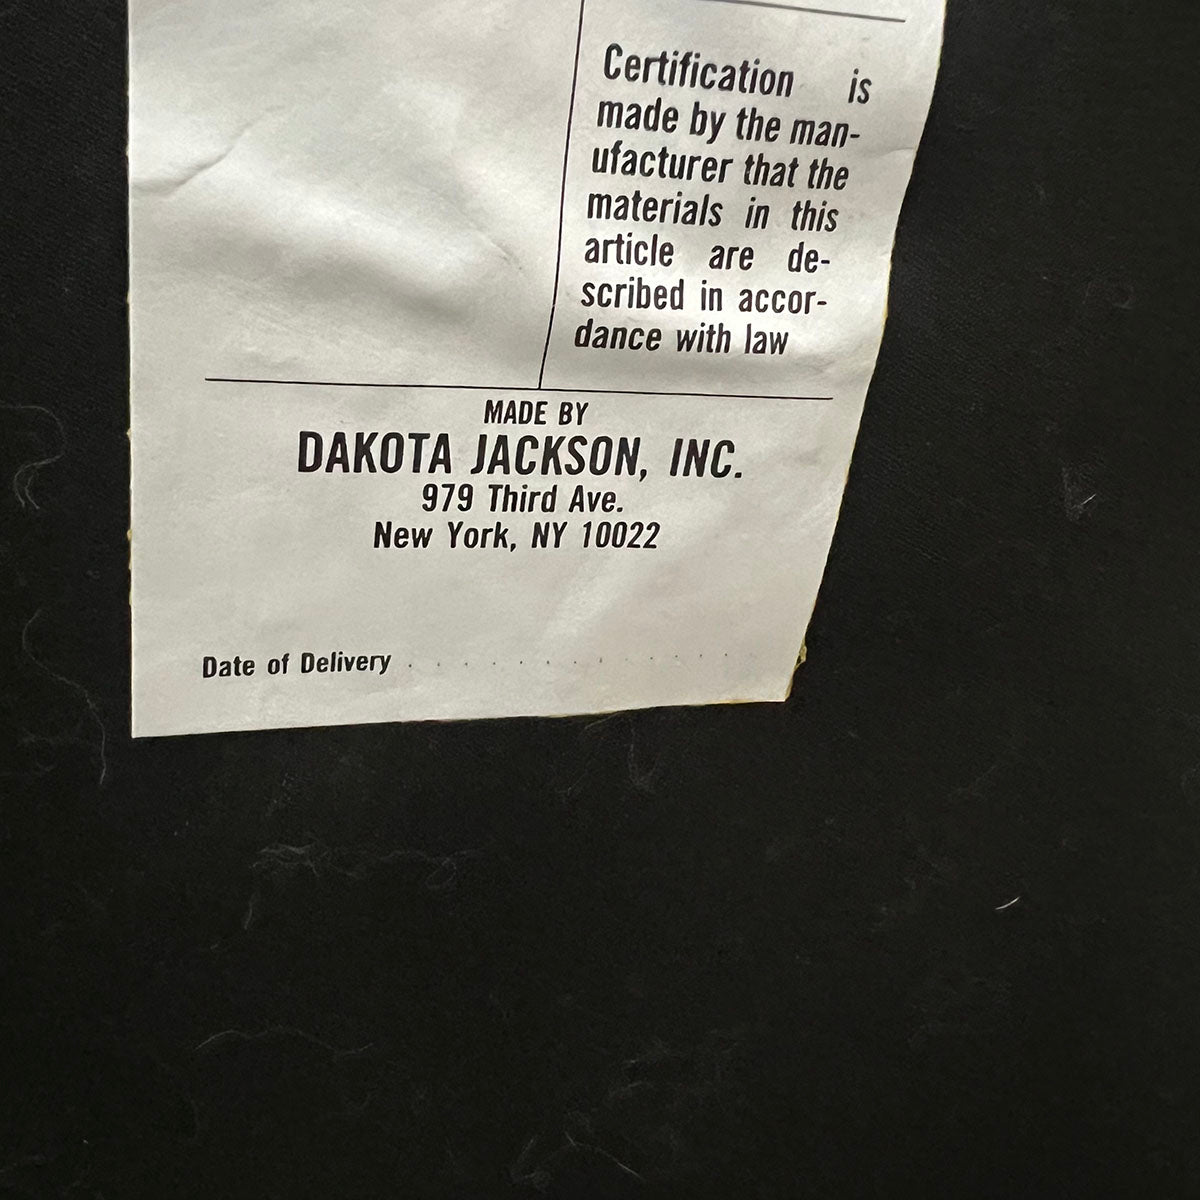 Certification is
made by the man-
ufacturer that the
materials in this
article are de-
scribed in accor-
dance with law
MADE BY
DAKOTA JACKSON, INC.
979 Third Ave.
New York, NY 10022
Date of Delivery . . . . . . . . . . . . .